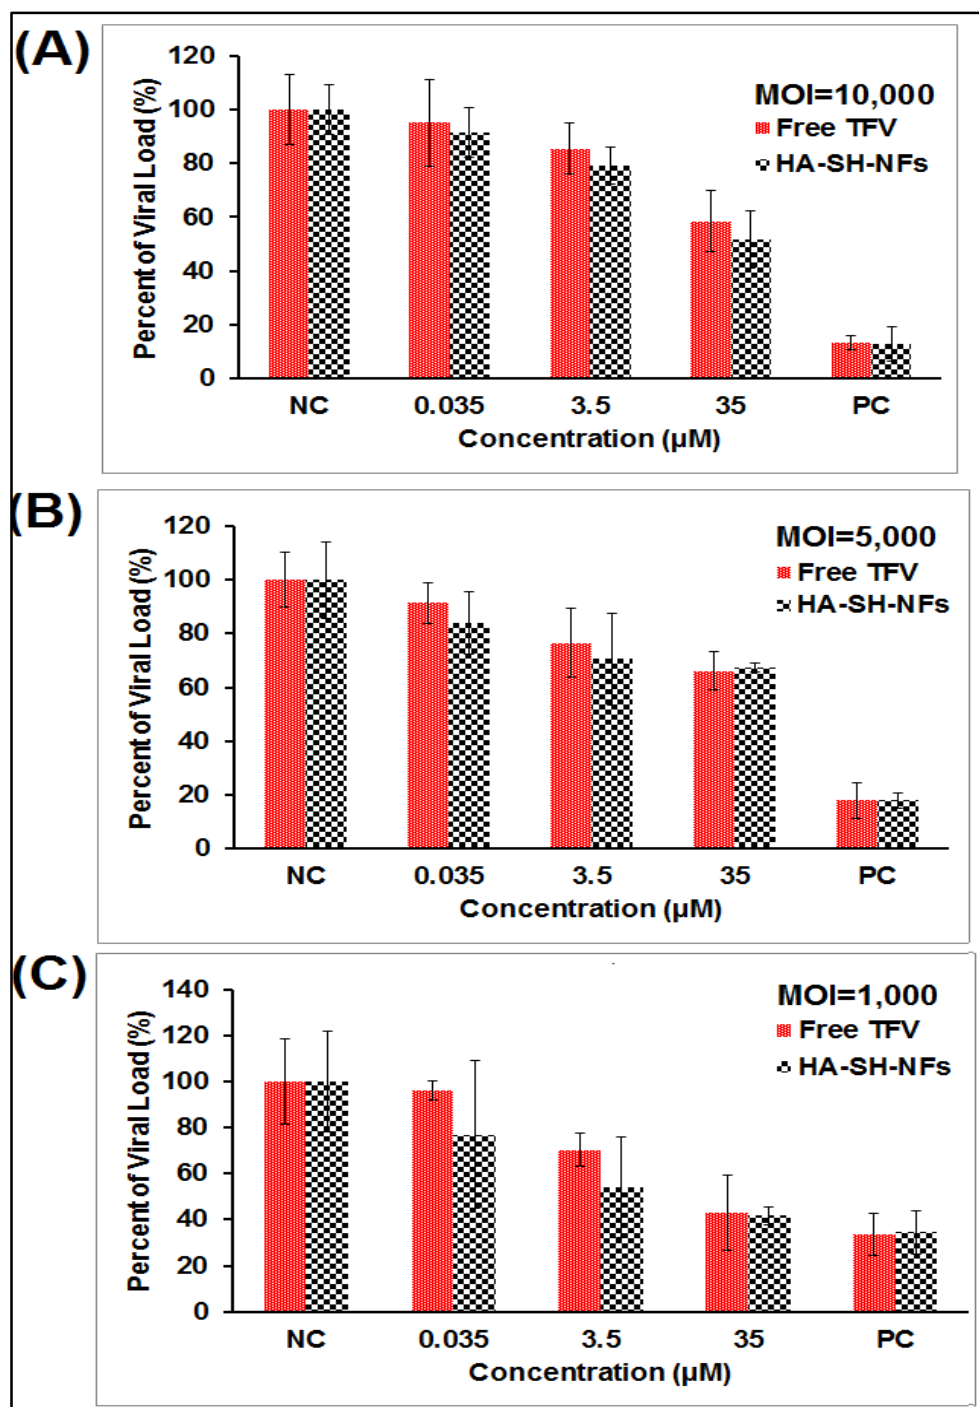 (A)
120
100
80
60
40
20
0
Percent of Viral Load (%)
MOI=10,000
Free TFV
HA-SH-NFs
NC 0.035 3.5 35 PC
Concentration (µM)
(B)
120
100
80
60
40
20
0
Percent of Viral Load (%)
MOI=5,000
Free TFV
HA-SH-NFs
NC 0.035 3.5 35 PC
Concentration (µM)
(C)
140
120
100
80
60
40
20
0
Percent of Viral Load (%)
MOI=1,000
Free TFV
HA-SH-NFs
NC 0.035 3.5 35 PC
Concentration (µM)